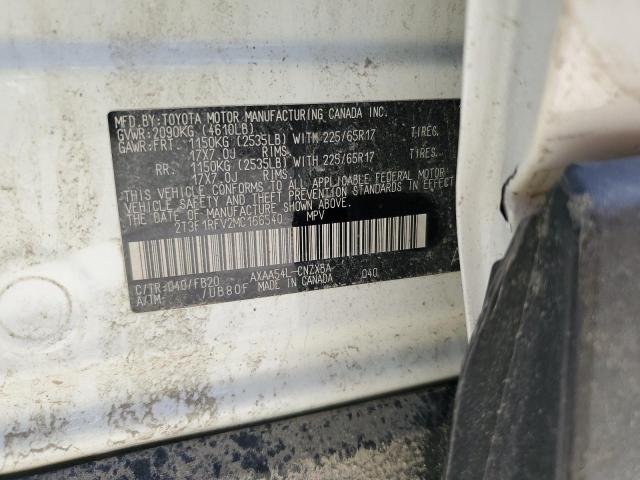 MFD.BY:TOYOTA MOTOR MANUFACTURING CANADA INC.
GVWR:2090KG (4610LB)
GAWR:FRT. 1150KG (2535LB) WITH 225/65R17 TIRES,
17X7.0J RIMS,
RR. 1150KG (2535LB) WITH 225/65R17 TIRES,
17X7.0J RIMS,
THIS VEHICLE CONFORMS TO ALL APPLICABLE FEDERAL MOTOR
VEHICLE SAFETY AND THEFT PREVENTION STANDARDS IN EFFECT
ON THE DATE OF MANUFACTURE SHOWN ABOVE.
MPV
C/TR:040/FB20 AXAA54L-CNZXBA 040
A/TM: /UB80F MADE IN CANADA